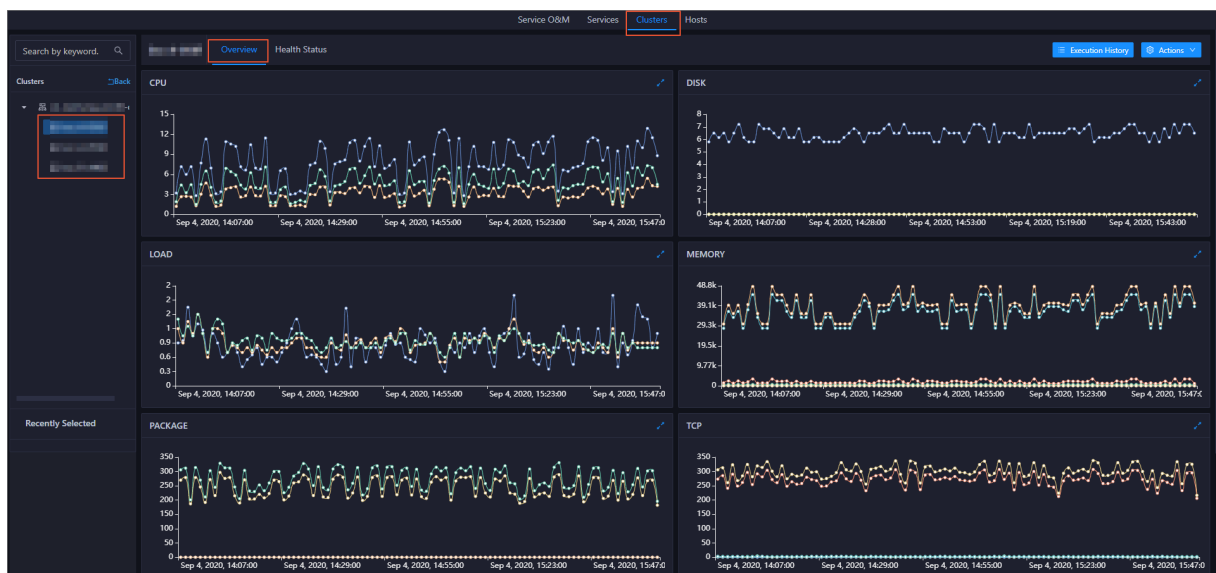 Service O&M Services Clusters Hosts
Search by keyword.
Overview Health Status
Execution History Actions
Clusters Back
CPU
15
12
9
6
3
0
Sep 4, 2020, 14:07:00 Sep 4, 2020, 14:29:00 Sep 4, 2020, 14:55:00 Sep 4, 2020, 15:23:00 Sep 4, 2020, 15:47:0
DISK
8
7
6
5
4
3
2
1
0
Sep 4, 2020, 14:07:00 Sep 4, 2020, 14:28:00 Sep 4, 2020, 14:53:00 Sep 4, 2020, 15:19:00 Sep 4, 2020, 15:43:00
LOAD
2
2
2
1
0.9
0.6
0.3
0
Sep 4, 2020, 14:07:00 Sep 4, 2020, 14:29:00 Sep 4, 2020, 14:55:00 Sep 4, 2020, 15:23:00 Sep 4, 2020, 15:47:0
MEMORY
48.8k
39.1k
29.3k
19.5k
9.77k
0
Sep 4, 2020, 14:07:00 Sep 4, 2020, 14:29:00 Sep 4, 2020, 14:55:00 Sep 4, 2020, 15:23:00 Sep 4, 2020, 15:47:0
Recently Selected
PACKAGE
350
300
250
200
150
100
50
0
Sep 4, 2020, 14:07:00 Sep 4, 2020, 14:29:00 Sep 4, 2020, 14:55:00 Sep 4, 2020, 15:23:00 Sep 4, 2020, 15:47:0
TCP
350
300
250
200
150
100
50
0
Sep 4, 2020, 14:07:00 Sep 4, 2020, 14:29:00 Sep 4, 2020, 14:55:00 Sep 4, 2020, 15:23:00 Sep 4, 2020, 15:47:0